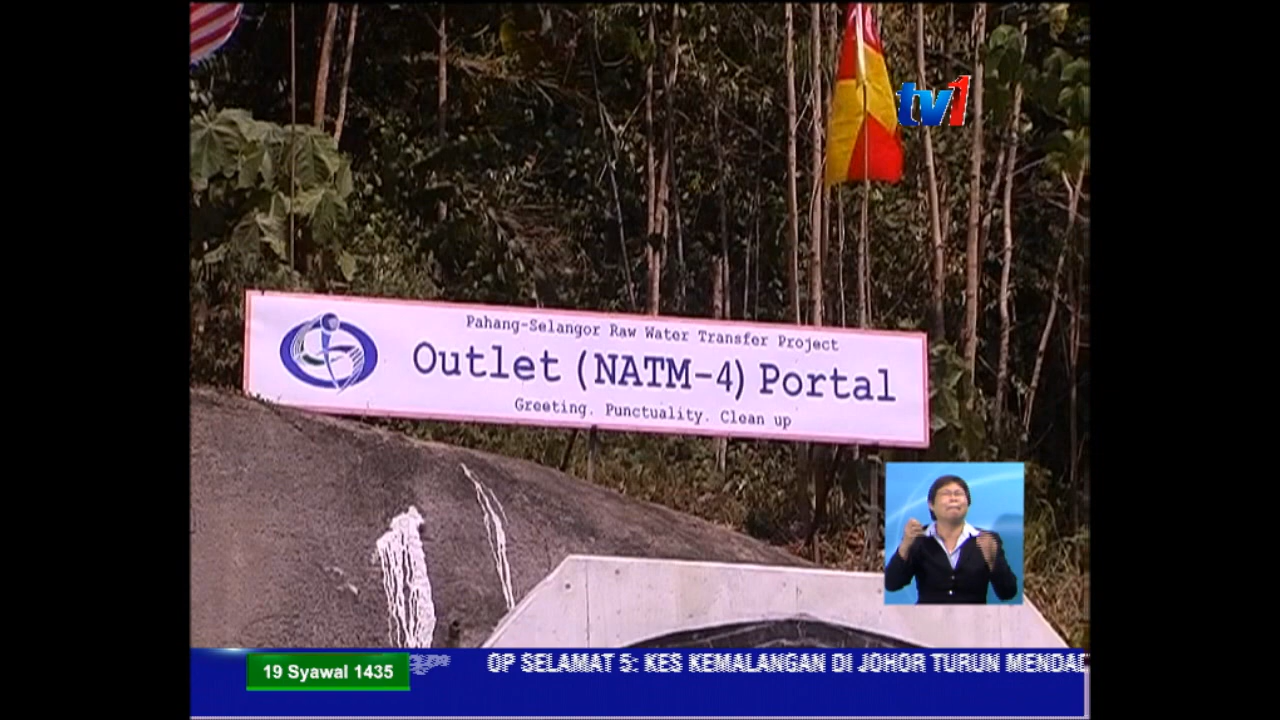 tv1
Pahang-Selangor Raw Water Transfer Project
Outlet (NATM-4) Portal
Greeting. Punctuality. Clean up
19 Syawal 1435
OP SELAMAT 5: KES KEMALANGAN DI JOHOR TURUN